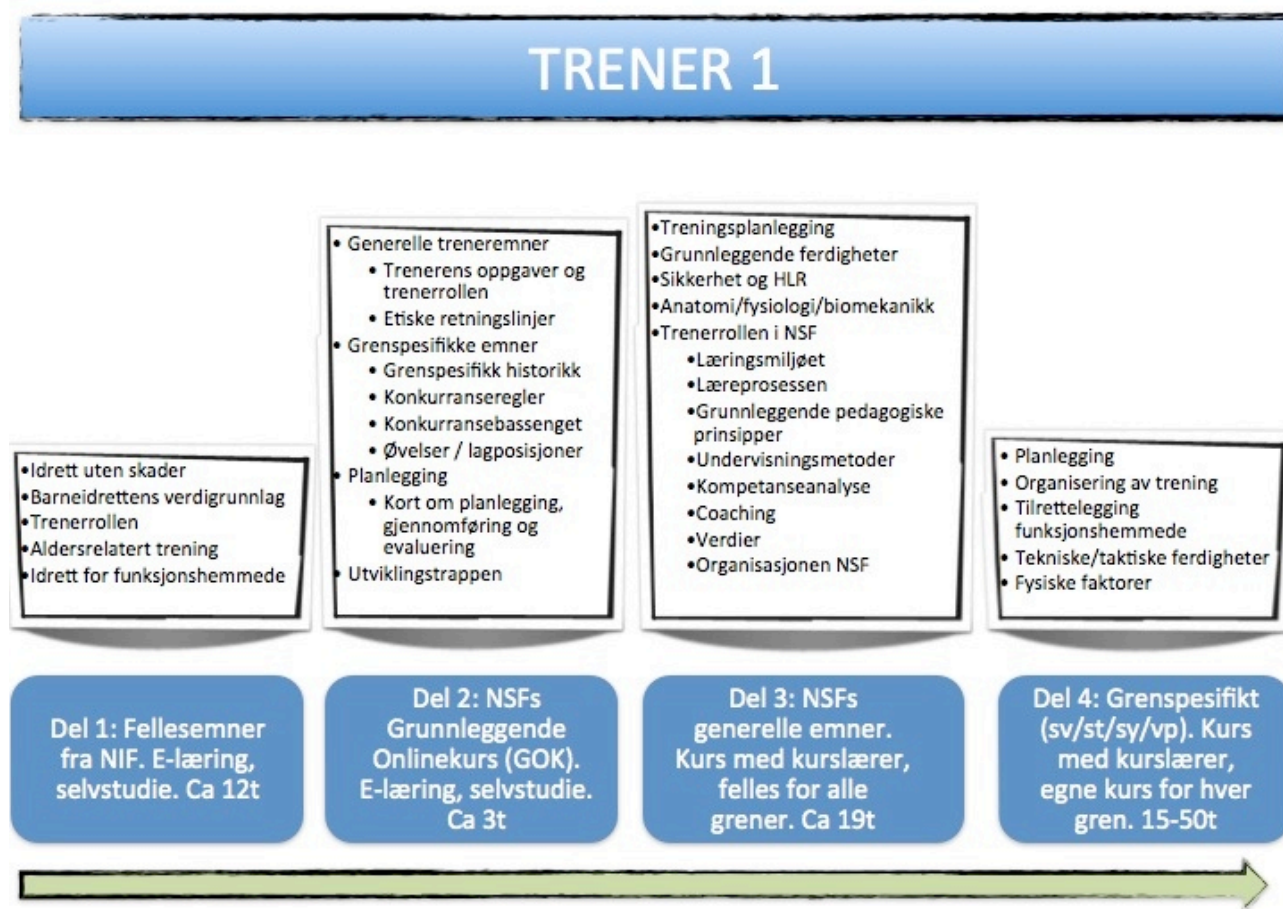 TRENER 1
•Idrett uten skader
•Barneidrettens verdigrunnlag
•Trenerrollen
•Aldersrelatert trening
•Idrett for funksjonshemmede
• Generelle treneremner
• Trenerens oppgaver og
trenerrollen
• Etiske retningslinjer
• Grenspesifikke emner
• Grenspesifikk historikk
• Konkurranseregler
• Konkurransebassenget
• Øvelser / lagposisjoner
• Planlegging
• Kort om planlegging,
gjennomføring og
evaluering
• Utviklingstrappen
•Treningsplanlegging
•Grunnleggende ferdigheter
•Sikkerhet og HLR
•Anatomi/fysiologi/biomekanikk
•Trenerrollen i NSF
•Læringsmiljøet
•Læreprosessen
•Grunnleggende pedagogiske
prinsipper
•Undervisningsmetoder
•Kompetanseanalyse
•Coaching
•Verdier
•Organisasjonen NSF
• Planlegging
• Organisering av trening
• Tilrettelegging
funksjonshemmede
• Tekniske/taktiske ferdigheter
• Fysiske faktorer
Del 1: Fellesemner
fra NIF. E-læring,
selvstudie. Ca 12t
Del 2: NSFs
Grunnleggende
Onlinekurs (GOK).
E-læring, selvstudie.
Ca 3t
Del 3: NSFs
generelle emner.
Kurs med kurslærer,
felles for alle
grener. Ca 19t
Del 4: Grenspesifikt
(sv/st/sy/vp). Kurs
med kurslærer,
egne kurs for hver
gren. 15-50t